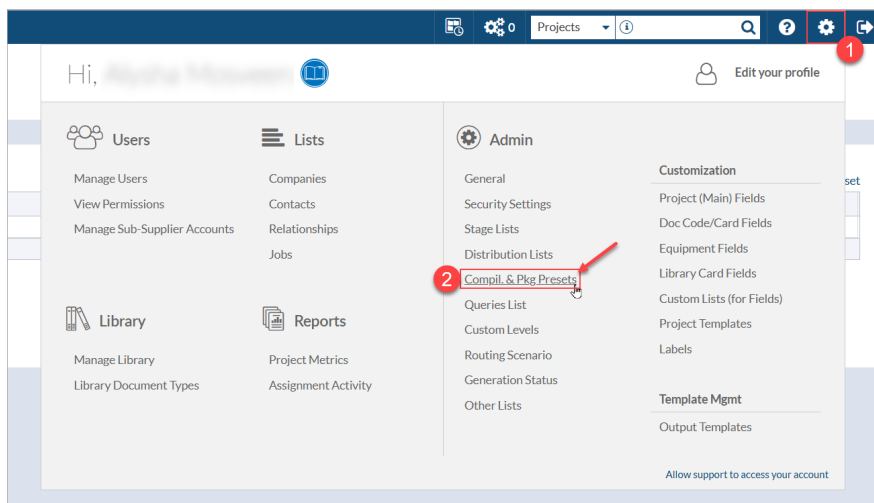 0
Projects
1
Hi,
Edit your profile
Users
Manage Users
View Permissions
Manage Sub-Supplier Accounts
Lists
Companies
Contacts
Relationships
Jobs
Library
Manage Library
Library Document Types
Reports
Project Metrics
Assignment Activity
Admin
General
Security Settings
Stage Lists
Distribution Lists
2 Compil. & Pkg Presets
Queries List
Custom Levels
Routing Scenario
Generation Status
Other Lists
Customization
Project (Main) Fields
Doc Code/Card Fields
Equipment Fields
Library Card Fields
Custom Lists (for Fields)
Project Templates
Labels
Template Mgmt
Output Templates
Allow support to access your account
set